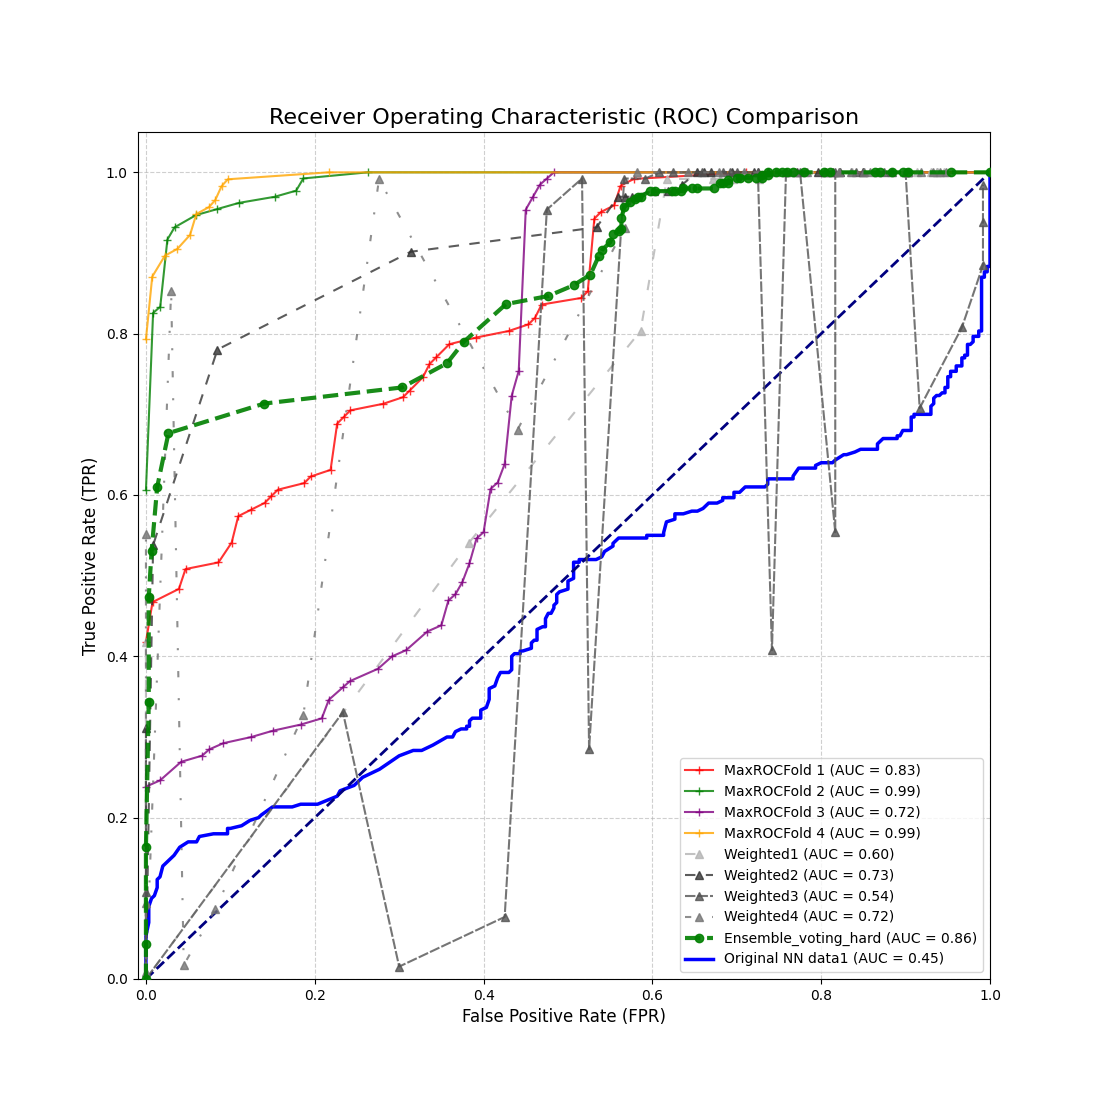 Receiver Operating Characteristic (ROC) Comparison
True Positive Rate (TPR)
1.0
0.8
0.6
0.4
0.2
0.0
MaxROCFold 1 (AUC = 0.83)
MaxROCFold 2 (AUC = 0.99)
MaxROCFold 3 (AUC = 0.72)
MaxROCFold 4 (AUC = 0.99)
Weighted1 (AUC = 0.60)
Weighted2 (AUC = 0.73)
Weighted3 (AUC = 0.54)
Weighted4 (AUC = 0.72)
Ensemble_voting_hard (AUC = 0.86)
Original NN data1 (AUC = 0.45)
0.0 0.2 0.4 0.6 0.8 1.0
False Positive Rate (FPR)